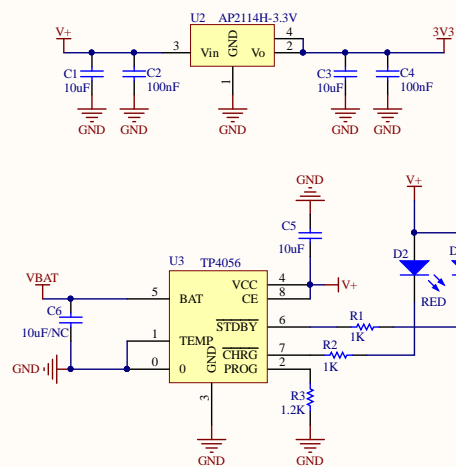 U2 AP2114H-3.3V
V+
3V3
3 Vin GND Vo 4
2
1
C1
10uF
C2
100nF
C3
10uF
C4
100nF
GND
GND
GND
GND
GND
GND
V+
C5
10uF
D2
D
RED
U3 TP4056
VBAT
V+
5 BAT
VCC 4
CE 8
C6
10uF/NC
STDBY 6
R1
1K
1 TEMP
GND
CHRG 7
R2
1K
GND
0 0
PROG 2
3
R3
1.2K
GND
GND